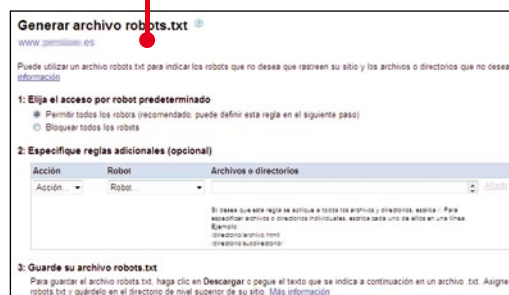 Generar archivo robots.txt
www. .es
Puede utilizar un archivo robots.txt para indicar los robots que no desea que rastreen su sitio y los archivos o directorios que no desea
información
1: Elija el acceso por robot predeterminado
Permitir todos los robots (recomendado; puede definir esta regla en el siguiente paso)
Bloquear todos los robots
2: Especifique reglas adicionales (opcional)
Acción Robot Archivos o directorios
Acción... Robot... Añadir
Si desea que esta regla se aplique a todos los archivos y directorios, escriba /. Para
especificar archivos o directorios individuales, escriba cada uno de ellos en una línea.
Ejemplo:
/directorio/archivo.html
/directorio/subdirectorio/
3: Guarde su archivo robots.txt
Para guardar el archivo robots.txt, haga clic en Descargar o pegue el texto que se indica a continuación en un archivo .txt. Asigne
robots.txt y guárdelo en el directorio de nivel superior de su sitio. Más información